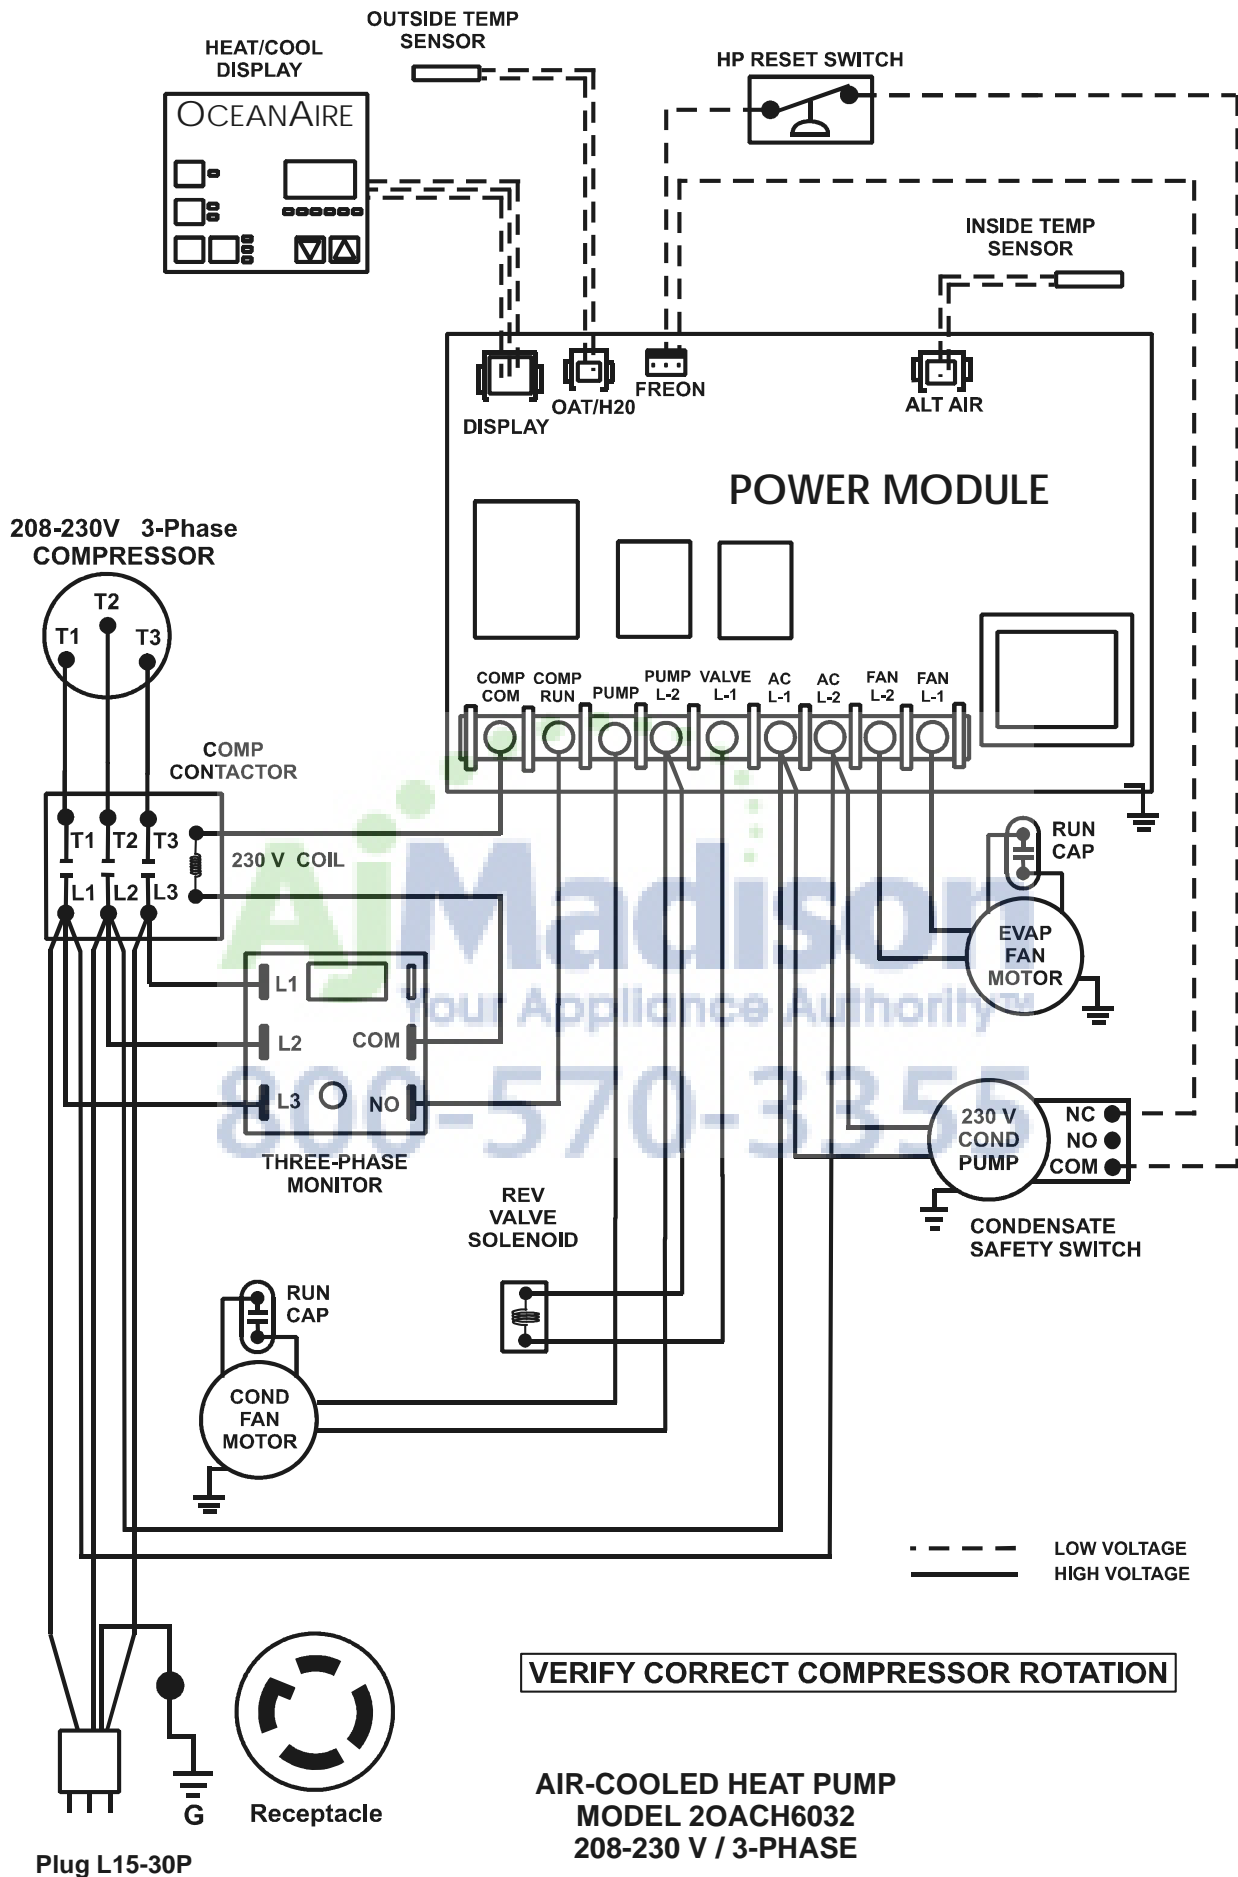 OUTSIDE TEMP
SENSOR
HEAT/COOL
DISPLAY
HP RESET SWITCH
OCEANAIRE
INSIDE TEMP
SENSOR
DISPLAY
OAT/H20
FREON
ALT AIR
POWER MODULE
208-230V 3-Phase
COMPRESSOR
T1
T2
T3
COMP
COM
COMP
RUN
PUMP
PUMP
L-2
VALVE
L-1
AC
L-1
AC
L-2
FAN
L-2
FAN
L-1
COMP
CONTACTOR
T1
T2
T3
230 V COIL
L1
L2
L3
RUN
CAP
EVAP
FAN
MOTOR
AjMadison
Your Appliance Authority™
800-570-3355
L1
L2
L3
COM
NO
THREE-PHASE
MONITOR
230 V
COND
PUMP
NC
NO
COM
CONDENSATE
SAFETY SWITCH
REV
VALVE
SOLENOID
RUN
CAP
COND
FAN
MOTOR
LOW VOLTAGE
HIGH VOLTAGE
VERIFY CORRECT COMPRESSOR ROTATION
G
Receptacle
Plug L15-30P
AIR-COOLED HEAT PUMP
MODEL 2OACH6032
208-230 V / 3-PHASE